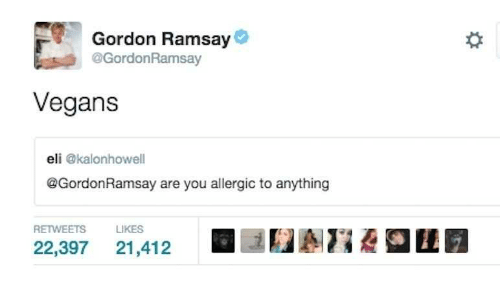 Gordon Ramsay
@GordonRamsay
Vegans
eli @kalonhowell
@GordonRamsay are you allergic to anything
RETWEETS LIKES
22,397 21,412